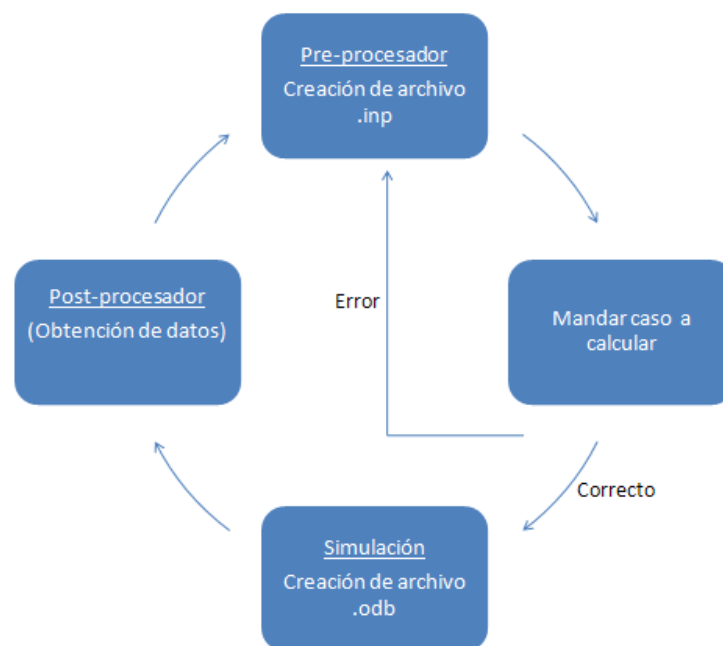 Pre-procesador
Creación de archivo
.inp
Post-procesador
(Obtención de datos)
Error
Mandar caso a
calcular
Correcto
Simulación
Creación de archivo
.odb